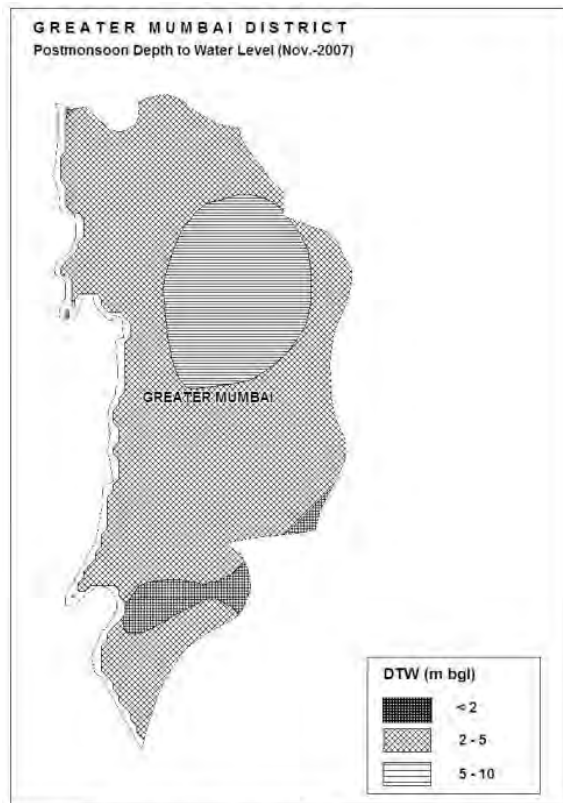 GREATER MUMBAI DISTRICT
Postmonsoon Depth to Water Level (Nov.-2007)
GREATER MUMBAI
DTW (m bgl)
< 2
2 - 5
5 - 10